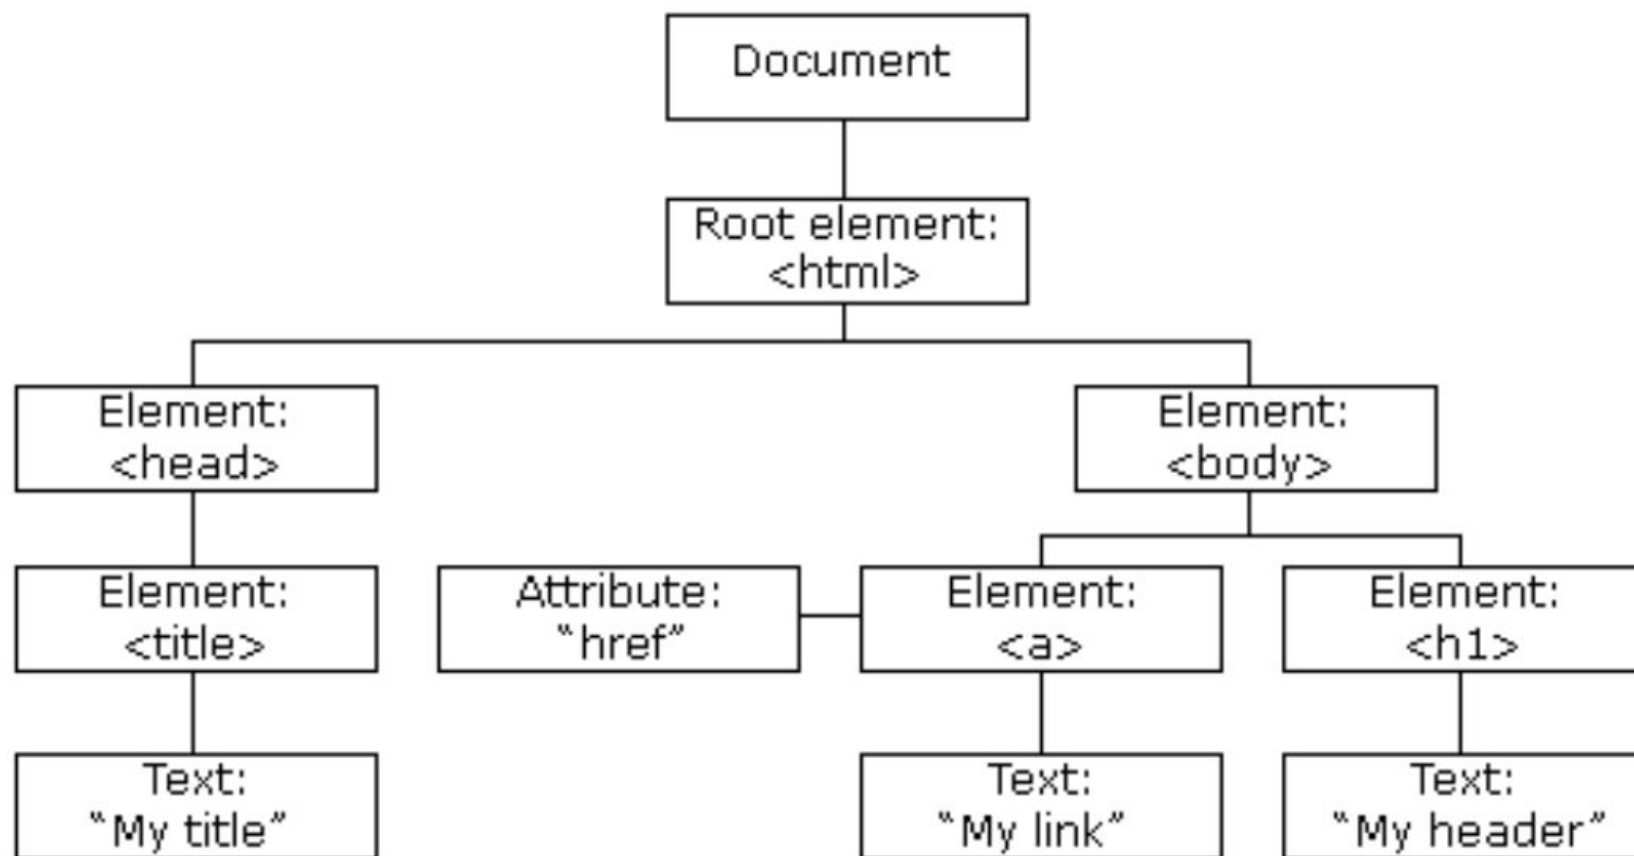 Document
Root element:
<html>
Element:
<head>
Element:
<body>
Element:
<title>
Attribute:
“href”
Element:
<a>
Element:
<h1>
Text:
“My title”
Text:
“My link”
Text:
“My header”